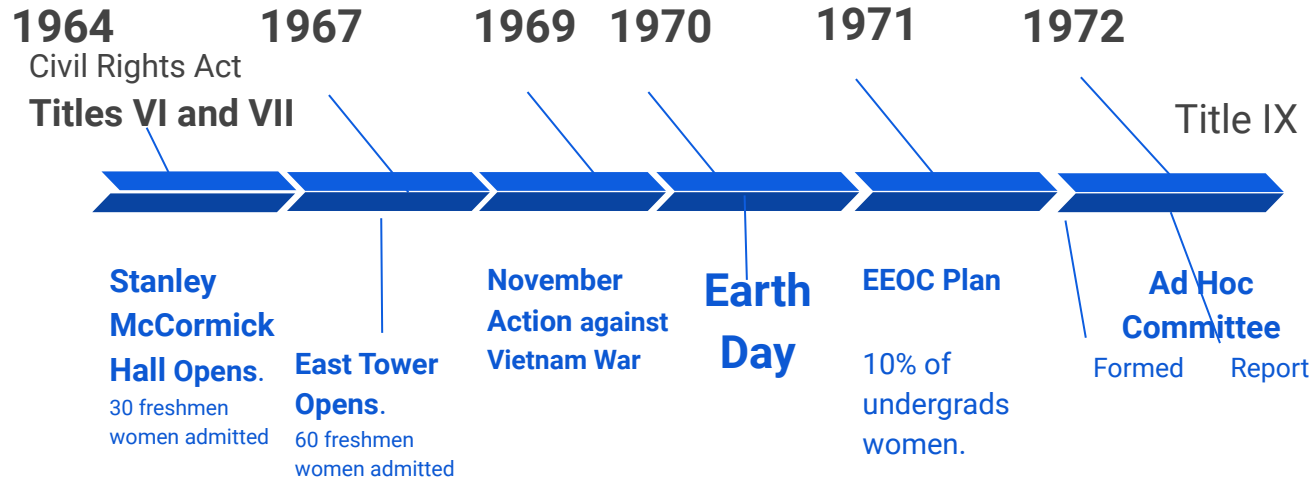 1964
1967
1969
1970
1971
1972
Civil Rights Act
Titles VI and VII
Title IX
Stanley
McCormick
Hall Opens.
30 freshmen
women admitted
East Tower
Opens.
60 freshmen
women admitted
November
Action against
Vietnam War
Earth
Day
EEOC Plan
10% of
undergrads
women.
Ad Hoc
Committee
Formed
Report